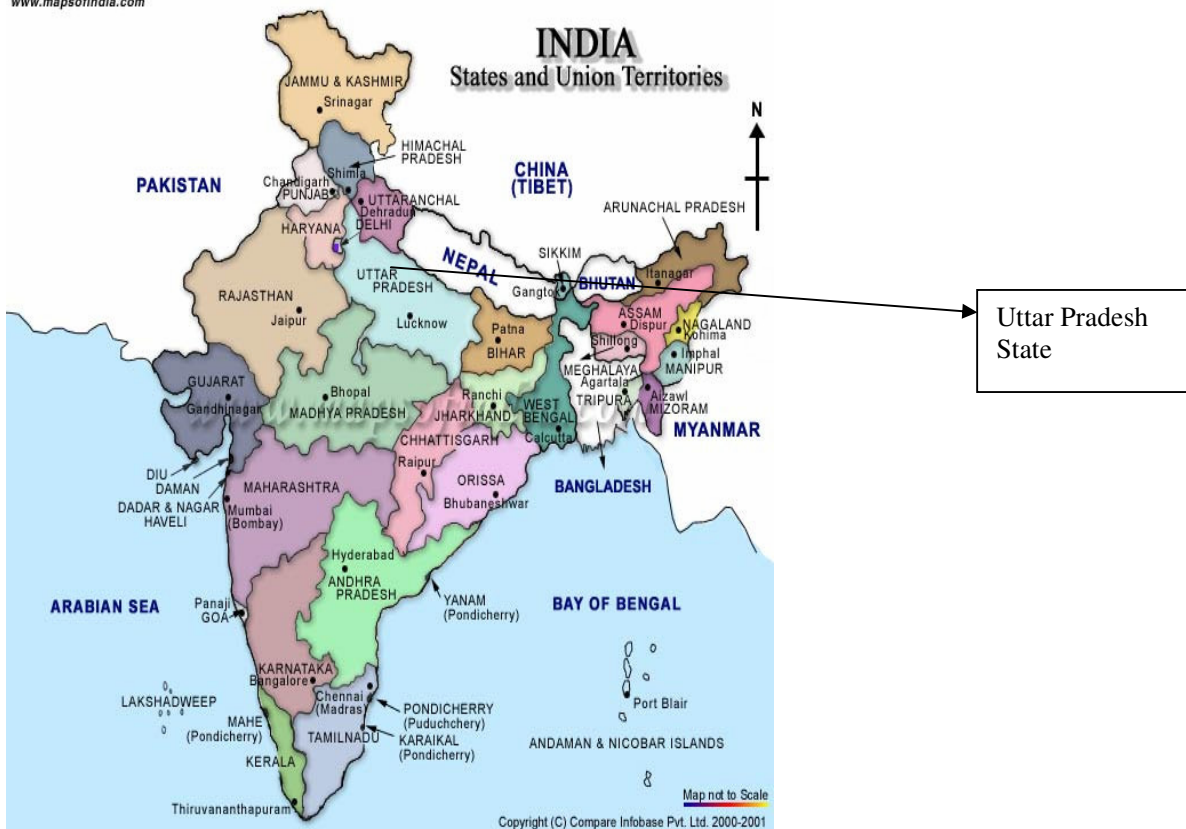 www.mapsofindia.com
INDIA
States and Union Territories
N
JAMMU & KASHMIR
Srinagar
HIMACHAL
PRADESH
CHINA
(TIBET)
PAKISTAN
Shimla
Chandigarh
PUNJAB
UTTARANCHAL
Dehradun
DELHI
ARUNACHAL PRADESH
HARYANA
SIKKIM
NEPAL
BHUTAN
Itanagar
UTTAR
PRADESH
Gangtok
RAJASTHAN
Jaipur
Lucknow
ASSAM
Dispur
NAGALAND
Kohima
Uttar Pradesh
State
Patna
BIHAR
Shillong
MEGHALAYA
Imphal
MANIPUR
GUJARAT
Gandhinagar
Bhopal
MADHYA PRADESH
Ranchi
JHARKHAND
WEST
BENGAL
Calcutta
Agartala
TRIPURA
Aizawl
MIZORAM
MYANMAR
CHHATTISGARH
Raipur
DIU
DAMAN
DADAR & NAGAR
HAVELI
MAHARASHTRA
Mumbai
(Bombay)
ORISSA
Bhubaneshwar
BANGLADESH
Hyderabad
ANDHRA
PRADESH
YANAM
(Pondicherry)
ARABIAN SEA
Panaji
GOA
BAY OF BENGAL
KARNATAKA
Bangalore
Chennai
(Madras)
LAKSHADWEEP
MAHE
(Pondicherry)
PONDICHERRY
(Puduchchery)
KARAIKAL
(Pondicherry)
TAMILNADU
Port Blair
ANDAMAN & NICOBAR ISLANDS
KERALA
Thiruvananthapuram
Map not to Scale
Copyright (C) Compare Infobase Pvt. Ltd. 2000-2001